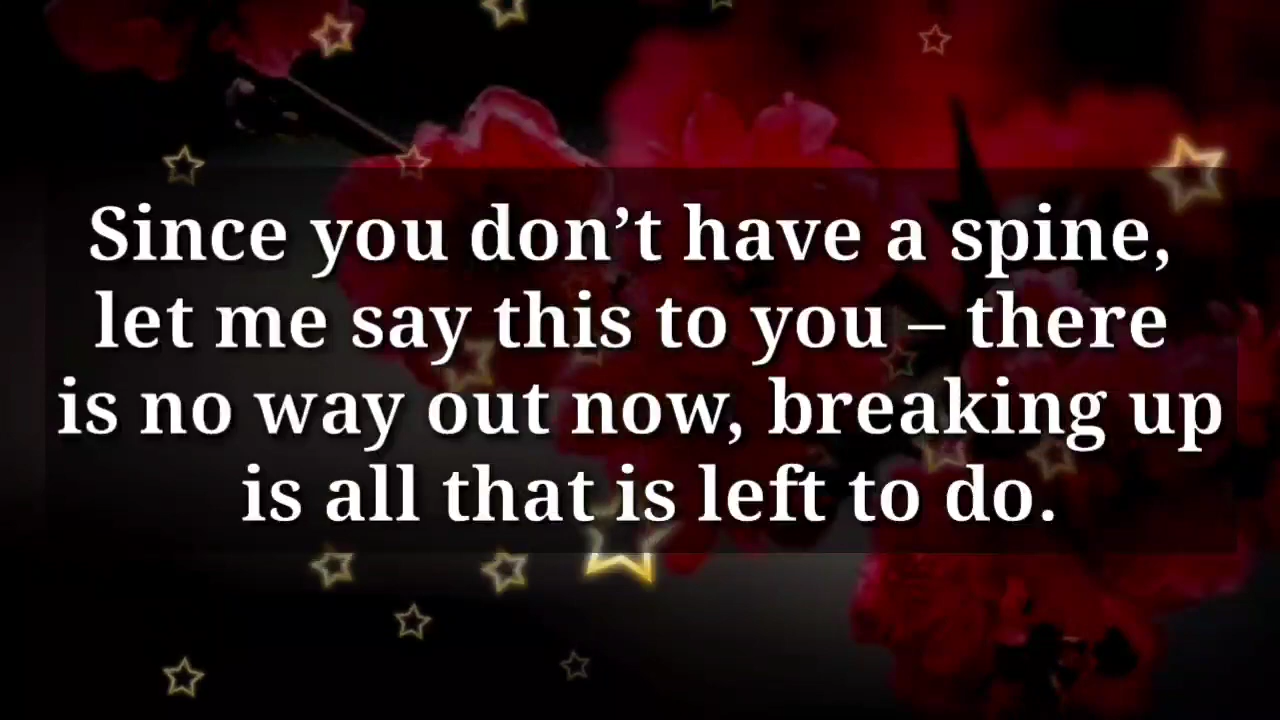 Since you don’t have a spine,
let me say this to you – there
is no way out now, breaking up
is all that is left to do.